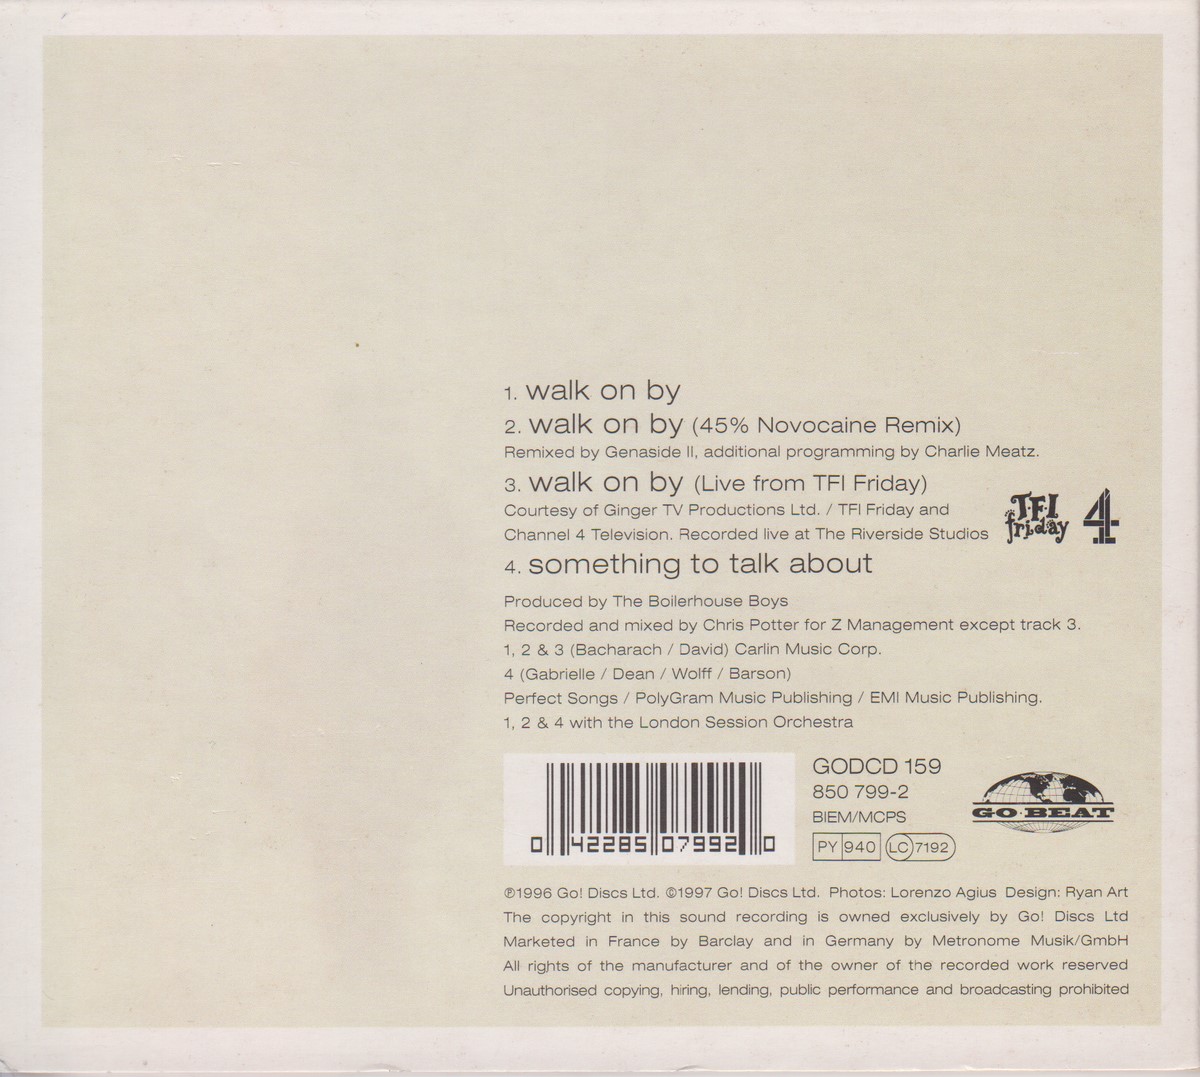 1. walk on by
2. walk on by (45% Novocaine Remix)
Remixed by Genaside II, additional programming by Charlie Meatz.
3. walk on by (Live from TFI Friday)
Courtesy of Ginger TV Productions Ltd. / TFI Friday and
Channel 4 Television. Recorded live at The Riverside Studios
TFI
friday
4
4. something to talk about
Produced by The Boilerhouse Boys
Recorded and mixed by Chris Potter for Z Management except track 3.
1, 2 & 3 (Bacharach / David) Carlin Music Corp.
4 (Gabrielle / Dean / Wolff / Barson)
Perfect Songs / PolyGram Music Publishing / EMI Music Publishing.
1, 2 & 4 with the London Session Orchestra
0 42285 07992 0
GODCD 159
850 799-2
BIEM/MCPS
PY 940 LC 7192
GO·BEAT
℗1996 Go! Discs Ltd. ©1997 Go! Discs Ltd. Photos: Lorenzo Agius Design: Ryan Art
The copyright in this sound recording is owned exclusively by Go! Discs Ltd
Marketed in France by Barclay and in Germany by Metronome Musik/GmbH
All rights of the manufacturer and of the owner of the recorded work reserved
Unauthorised copying, hiring, lending, public performance and broadcasting prohibited